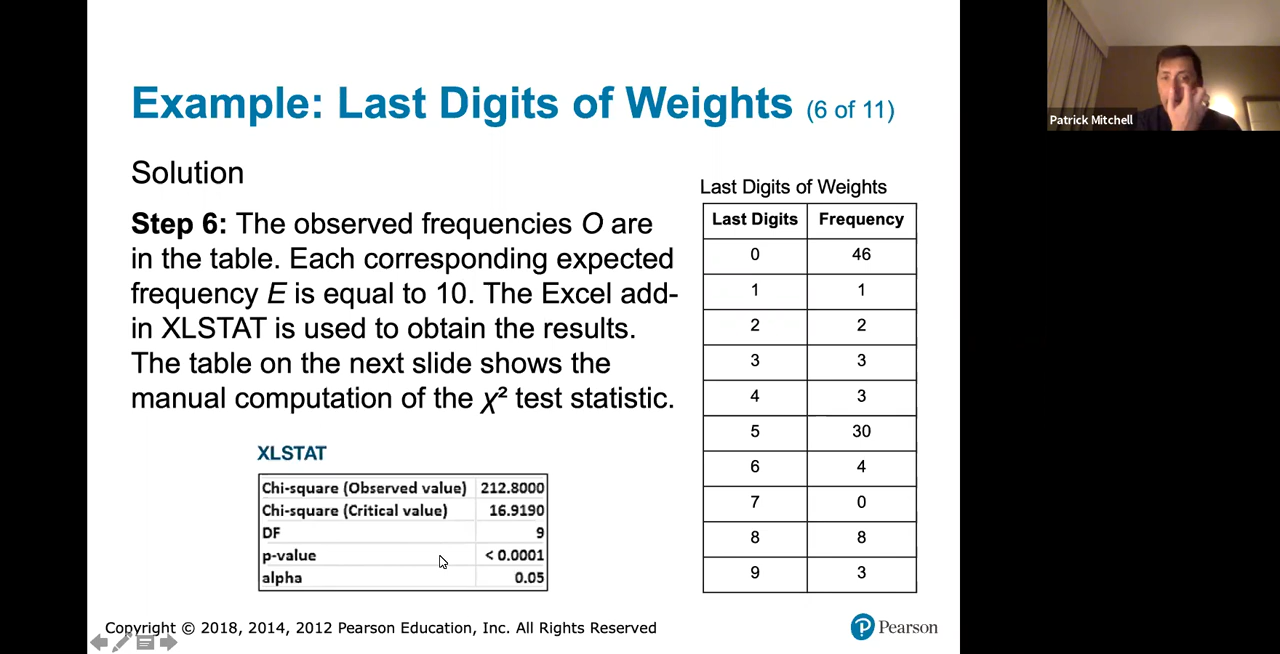 Example: Last Digits of Weights (6 of 11)
Solution
Step 6: The observed frequencies O are
in the table. Each corresponding expected
frequency E is equal to 10. The Excel add-
in XLSTAT is used to obtain the results.
The table on the next slide shows the
manual computation of the χ² test statistic.
XLSTAT
Chi-square (Observed value) 212.8000
Chi-square (Critical value) 16.9190
DF 9
p-value < 0.0001
alpha 0.05
Last Digits of Weights
Last Digits Frequency
0 46
1 1
2 2
3 3
4 3
5 30
6 4
7 0
8 8
9 3
Copyright © 2018, 2014, 2012 Pearson Education, Inc. All Rights Reserved
Pearson
Patrick Mitchell